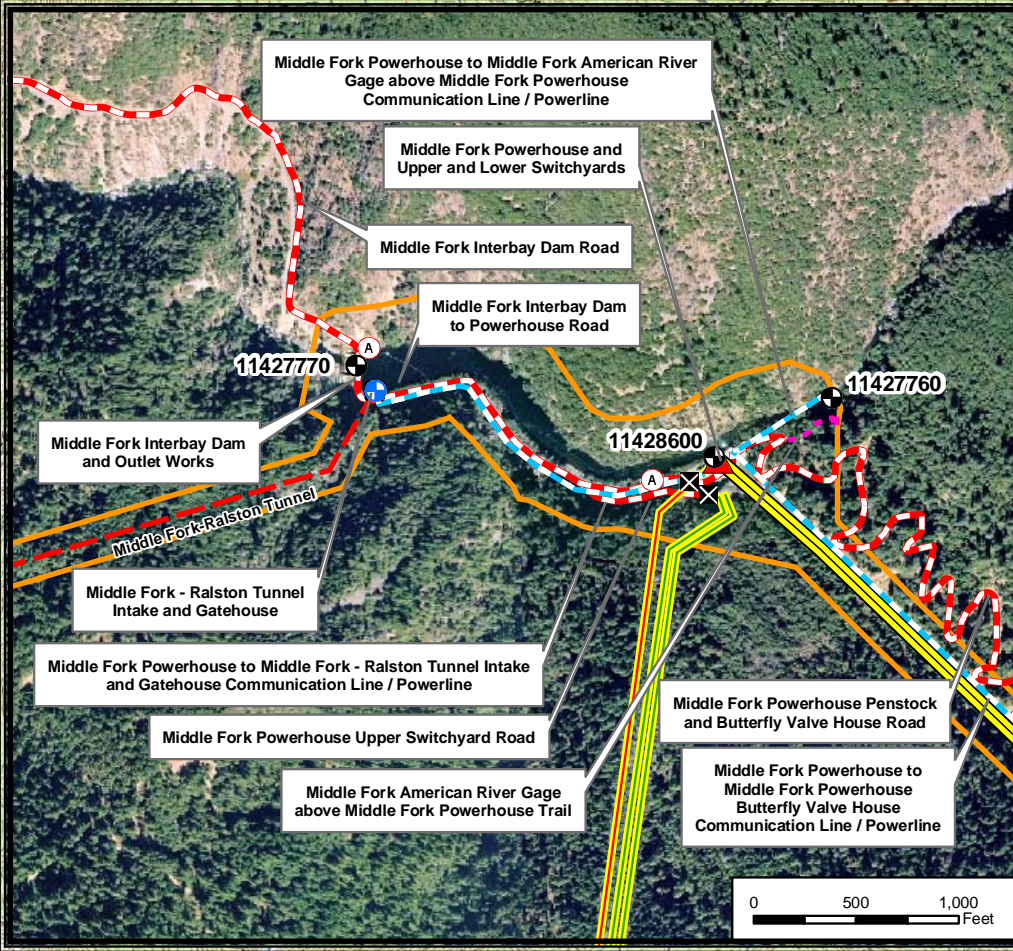 Middle Fork Powerhouse to Middle Fork American River
Gage above Middle Fork Powerhouse
Communication Line / Powerline
Middle Fork Powerhouse and
Upper and Lower Switchyards
Middle Fork Interbay Dam Road
Middle Fork Interbay Dam
to Powerhouse Road
A
11427770
11427760
11428600
Middle Fork Interbay Dam
and Outlet Works
A
Middle Fork-Ralston Tunnel
Middle Fork - Ralston Tunnel
Intake and Gatehouse
Middle Fork Powerhouse to Middle Fork - Ralston Tunnel Intake
and Gatehouse Communication Line / Powerline
Middle Fork Powerhouse Penstock
and Butterfly Valve House Road
Middle Fork Powerhouse Upper Switchyard Road
Middle Fork American River Gage
above Middle Fork Powerhouse Trail
Middle Fork Powerhouse to
Middle Fork Powerhouse
Butterfly Valve House
Communication Line / Powerline
0 500 1,000
Feet